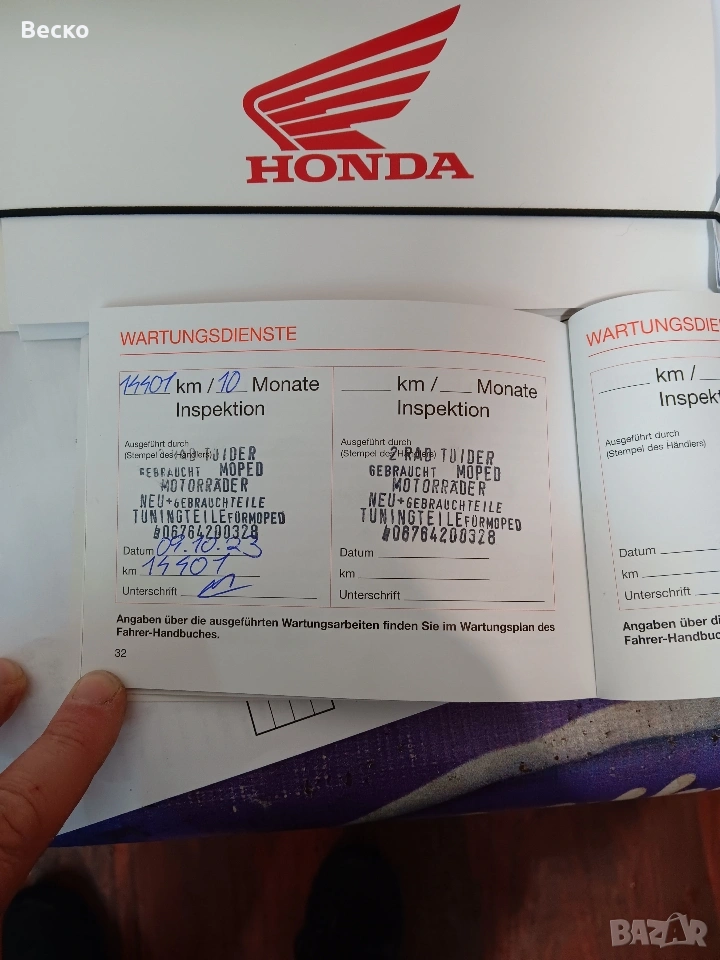 Веско
HONDA
WARTUNGSDIENSTE
14401 km / 10 Monate
Inspektion
Ausgeführt durch
(Stempel des Händlers)
RAD TUIDER
GEBRAUCHT MOPED
MOTORRÄDER
NEU+GEBRAUCHTEILE
TUNINGTEILE FÜR MOPED
06764200328
Datum 09.10.23
km 14401
Unterschrift
km / Monate
Inspektion
Ausgeführt durch
(Stempel des Händlers)
2-RAD TUIDER
GEBRAUCHT MOPED
MOTORRÄDER
NEU+GEBRAUCHTEILE
TUNINGTEILE FÜR MOPED
06764200328
Datum
km
Unterschrift
Angaben über die ausgeführten Wartungsarbeiten finden Sie im Wartungsplan des
Fahrer-Handbuches.
32
WARTUNGSDIE
km /
Inspek
Ausgeführt durch
(Stempel des Händlers)
Datum
km
Unterschrift
Angaben über di
Fahrer-Handbuc
BAZAR